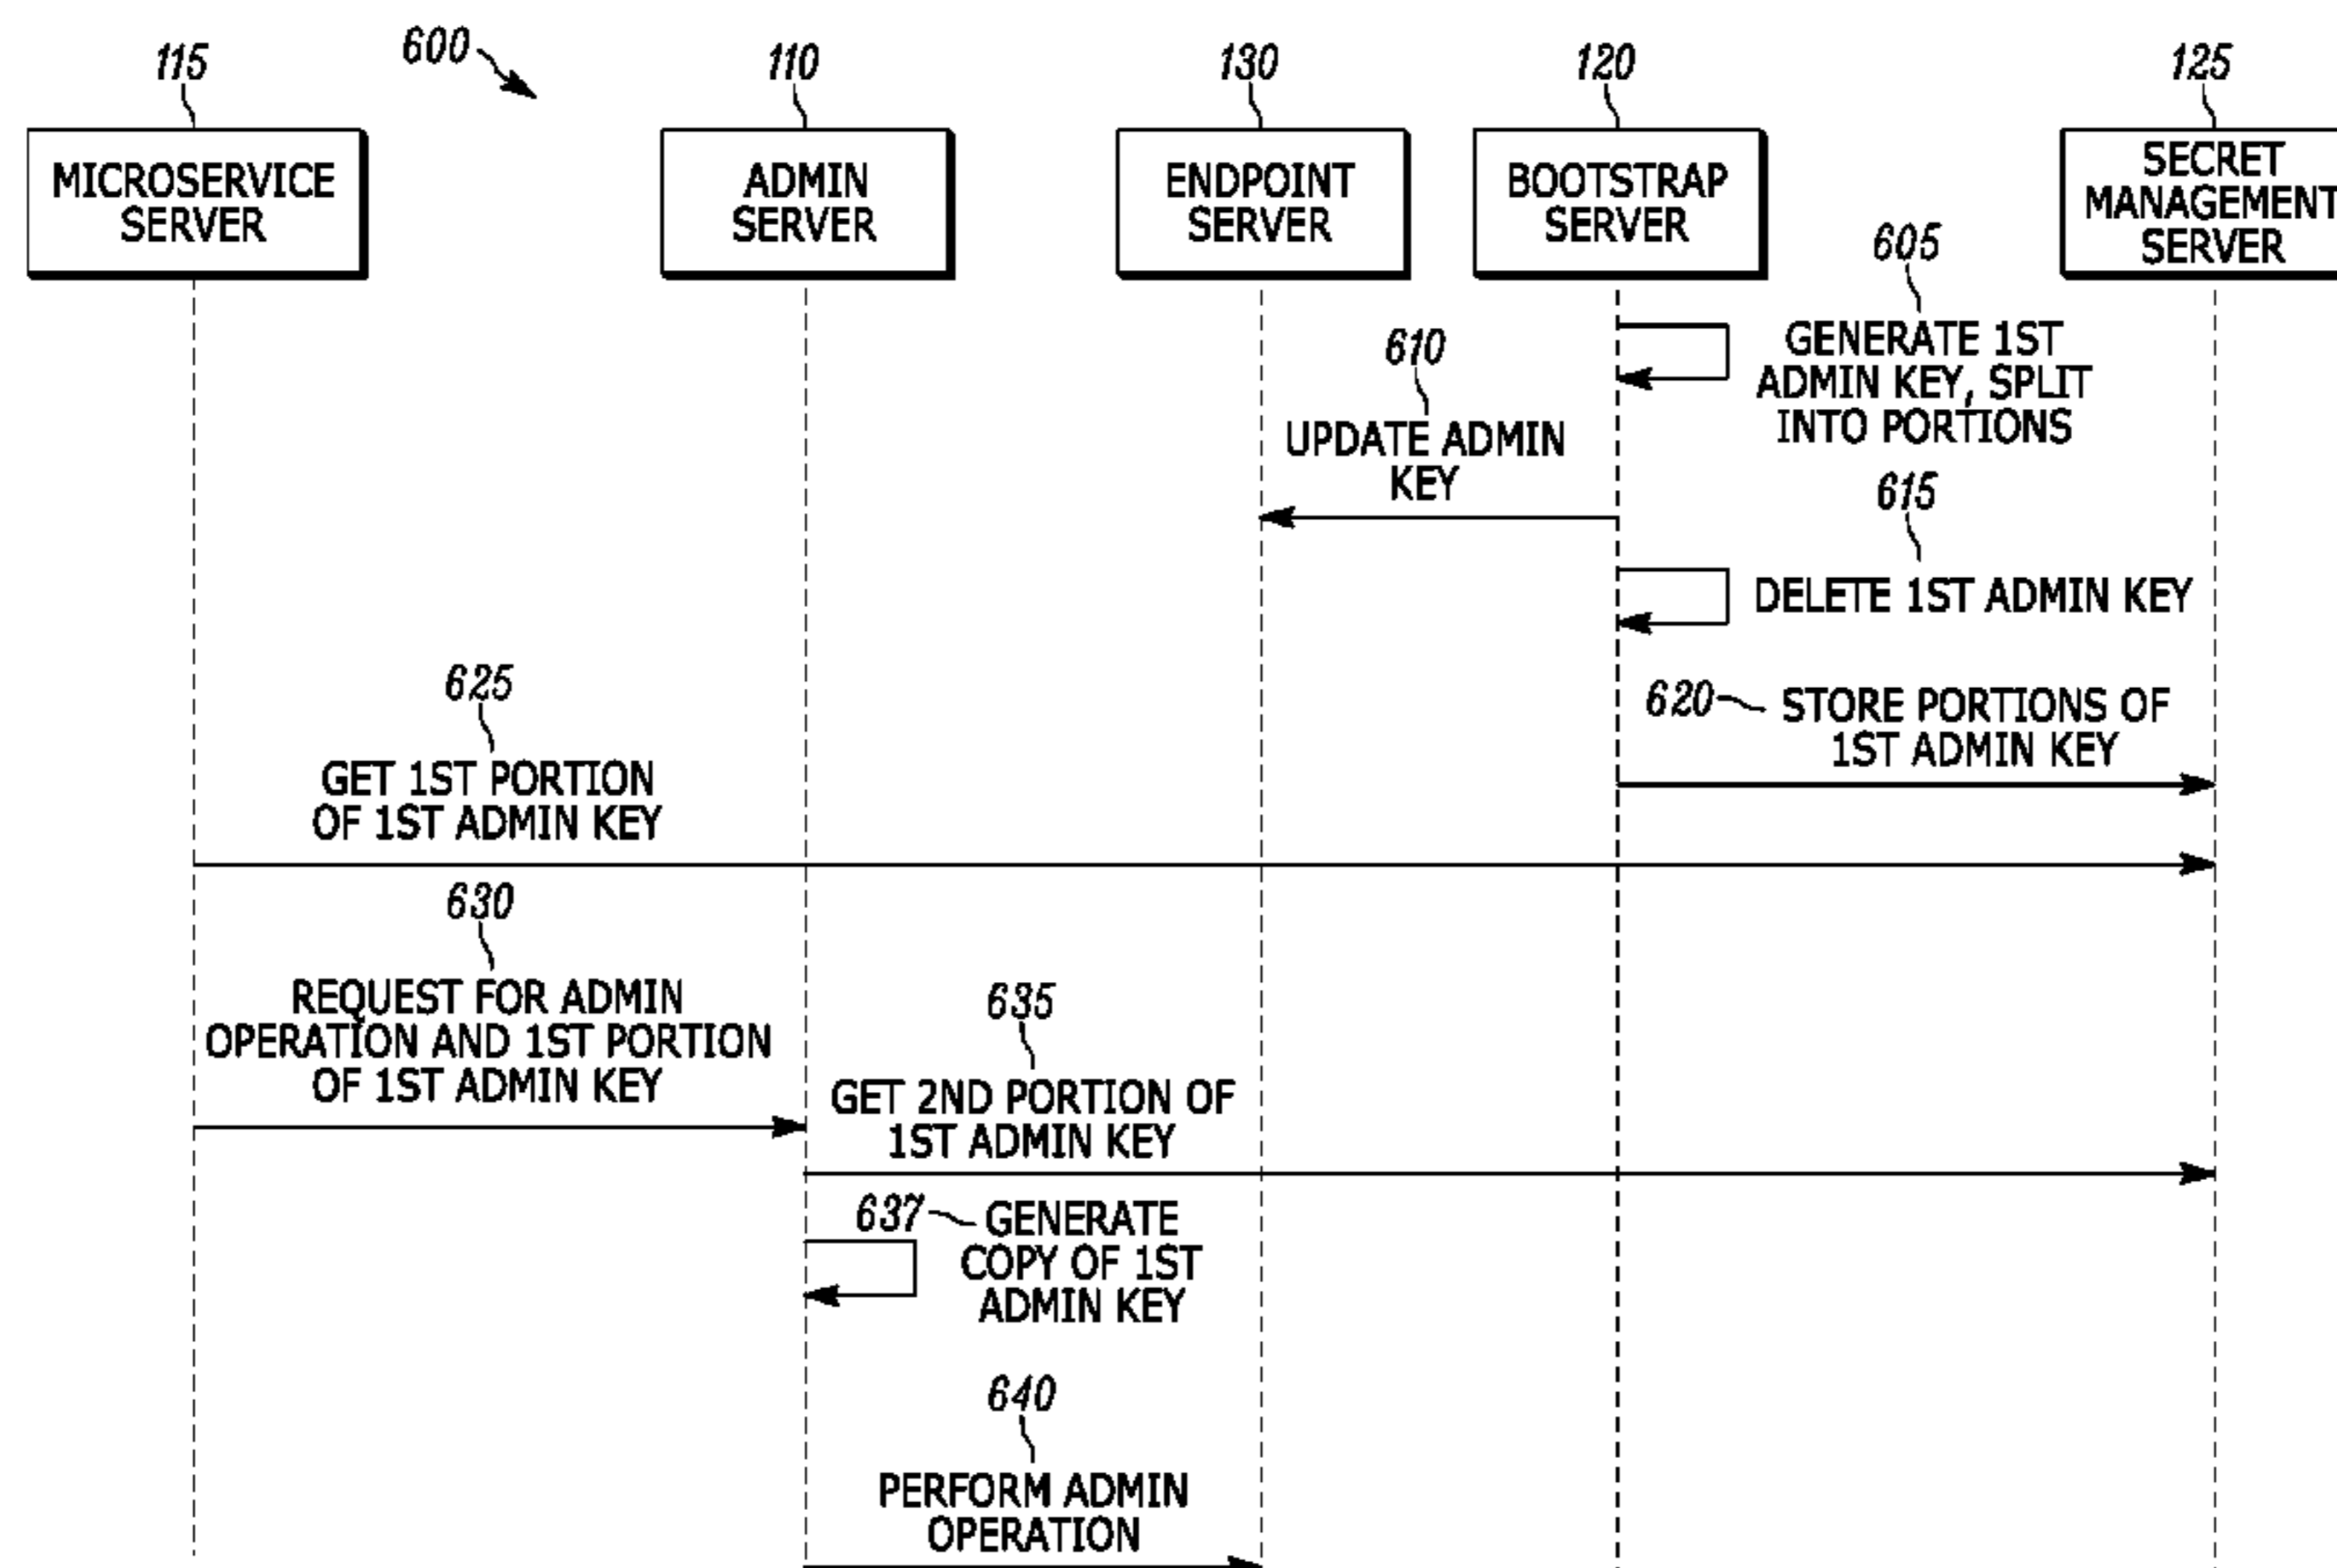 600
115
110
130
120
125
MICROSERVICE
SERVER
ADMIN
SERVER
ENDPOINT
SERVER
BOOTSTRAP
SERVER
SECRET
MANAGEMENT
SERVER
605
GENERATE 1ST
ADMIN KEY, SPLIT
INTO PORTIONS
610
UPDATE ADMIN
KEY
615
DELETE 1ST ADMIN KEY
620
STORE PORTIONS OF
1ST ADMIN KEY
625
GET 1ST PORTION
OF 1ST ADMIN KEY
630
REQUEST FOR ADMIN
OPERATION AND 1ST PORTION
OF 1ST ADMIN KEY
635
GET 2ND PORTION OF
1ST ADMIN KEY
637
GENERATE
COPY OF 1ST
ADMIN KEY
640
PERFORM ADMIN
OPERATION